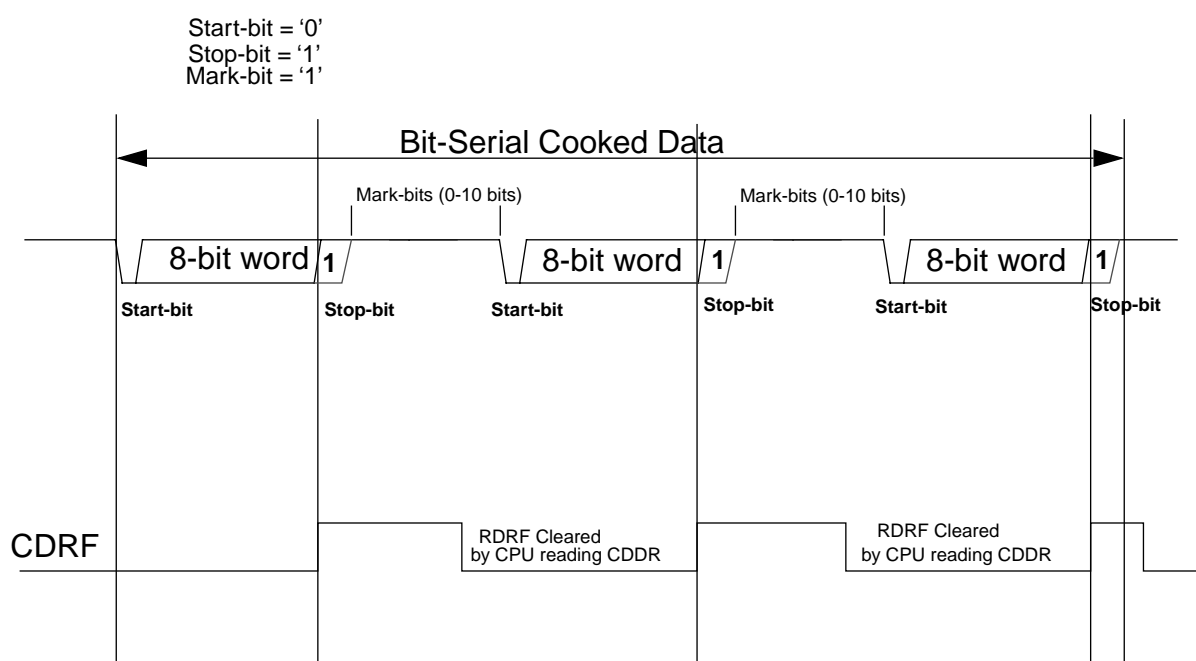 Start-bit = ‘0’
Stop-bit = ‘1’
Mark-bit = ‘1’
Bit-Serial Cooked Data
Mark-bits (0-10 bits)
Mark-bits (0-10 bits)
8-bit word
1
8-bit word
1
8-bit word
1
Start-bit
Stop-bit
Start-bit
Stop-bit
Start-bit
Stop-bit
CDRF
RDRF Cleared
by CPU reading CDDR
RDRF Cleared
by CPU reading CDDR